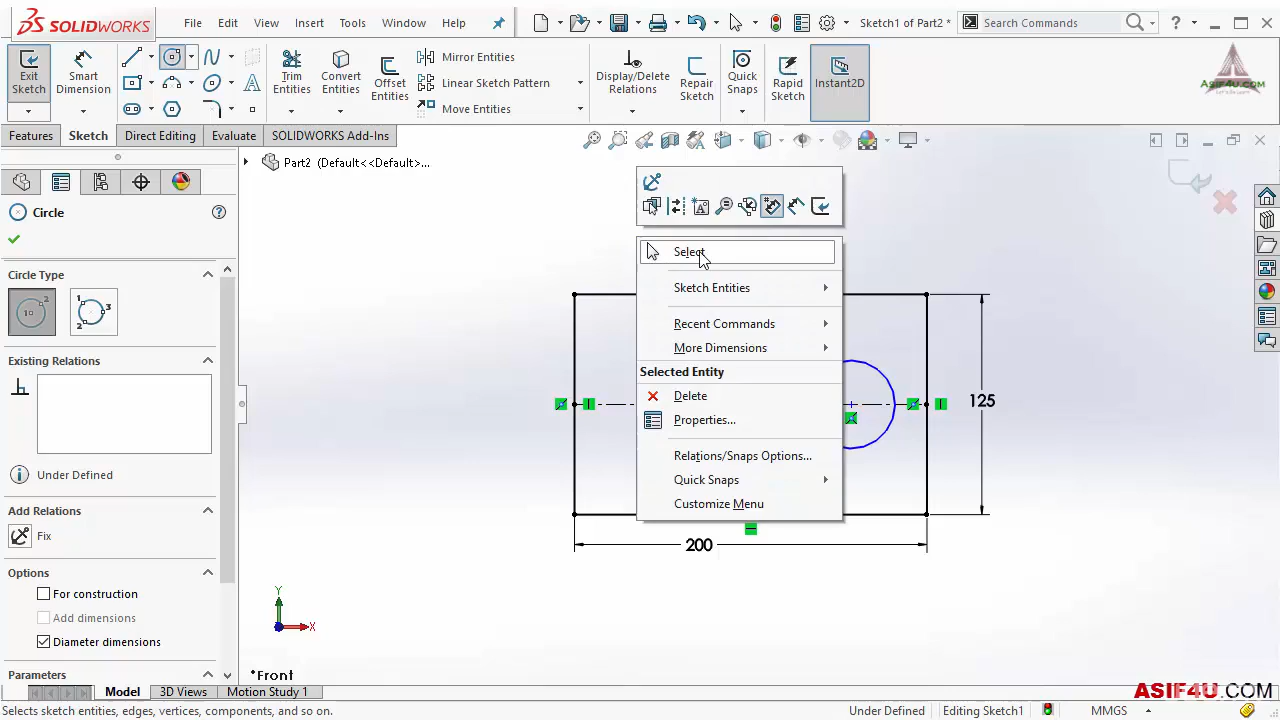 SOLIDWORKS
File Edit View Insert Tools Window Help
Sketch1 of Part2 *
Search Commands
Exit Sketch
Smart Dimension
Trim Entities
Convert Entities
Offset Entities
Mirror Entities
Linear Sketch Pattern
Move Entities
Display/Delete Relations
Repair Sketch
Quick Snaps
Rapid Sketch
Instant2D
ASIF4U.COM
Features Sketch Direct Editing Evaluate SOLIDWORKS Add-Ins
Part2 (Default<<Default>...
Circle
Circle Type
Existing Relations
Under Defined
Add Relations
Fix
Options
For construction
Add dimensions
Diameter dimensions
Parameters
Select
Sketch Entities
Recent Commands
More Dimensions
Selected Entity
Delete
Properties...
Relations/Snaps Options...
Quick Snaps
Customize Menu
125
200
Y
X
*Front
Model 3D Views Motion Study 1
ASIF4U.COM
Selects sketch entities, edges, vertices, components, and so on.
Under Defined Editing Sketch1 MMGS